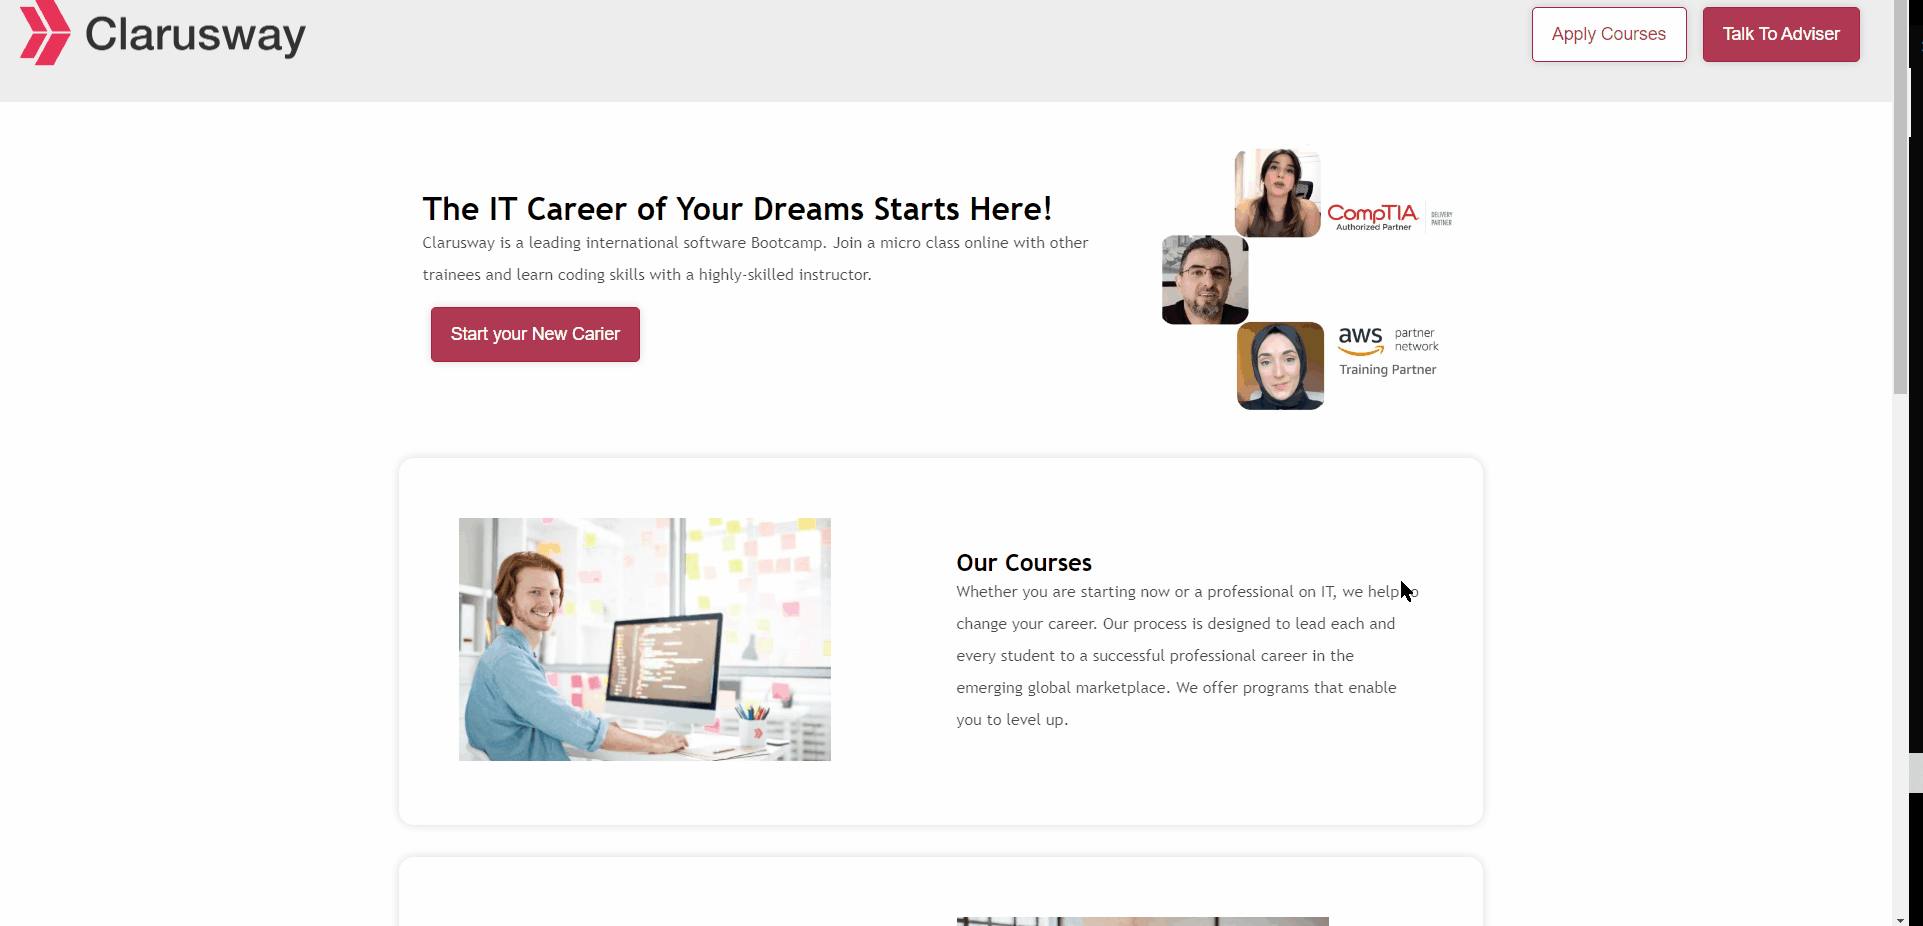 Clarusway
Apply Courses
Talk To Adviser
The IT Career of Your Dreams Starts Here!
Clarusway is a leading international software Bootcamp. Join a micro class online with other
trainees and learn coding skills with a highly-skilled instructor.
Start your New Carier
CompTIA
Authorized Partner
DELIVERY
PARTNER
aws
partner
network
Training Partner
Our Courses
Whether you are starting now or a professional on IT, we help
change your career. Our process is designed to lead each and
every student to a successful professional career in the
emerging global marketplace. We offer programs that enable
you to level up.